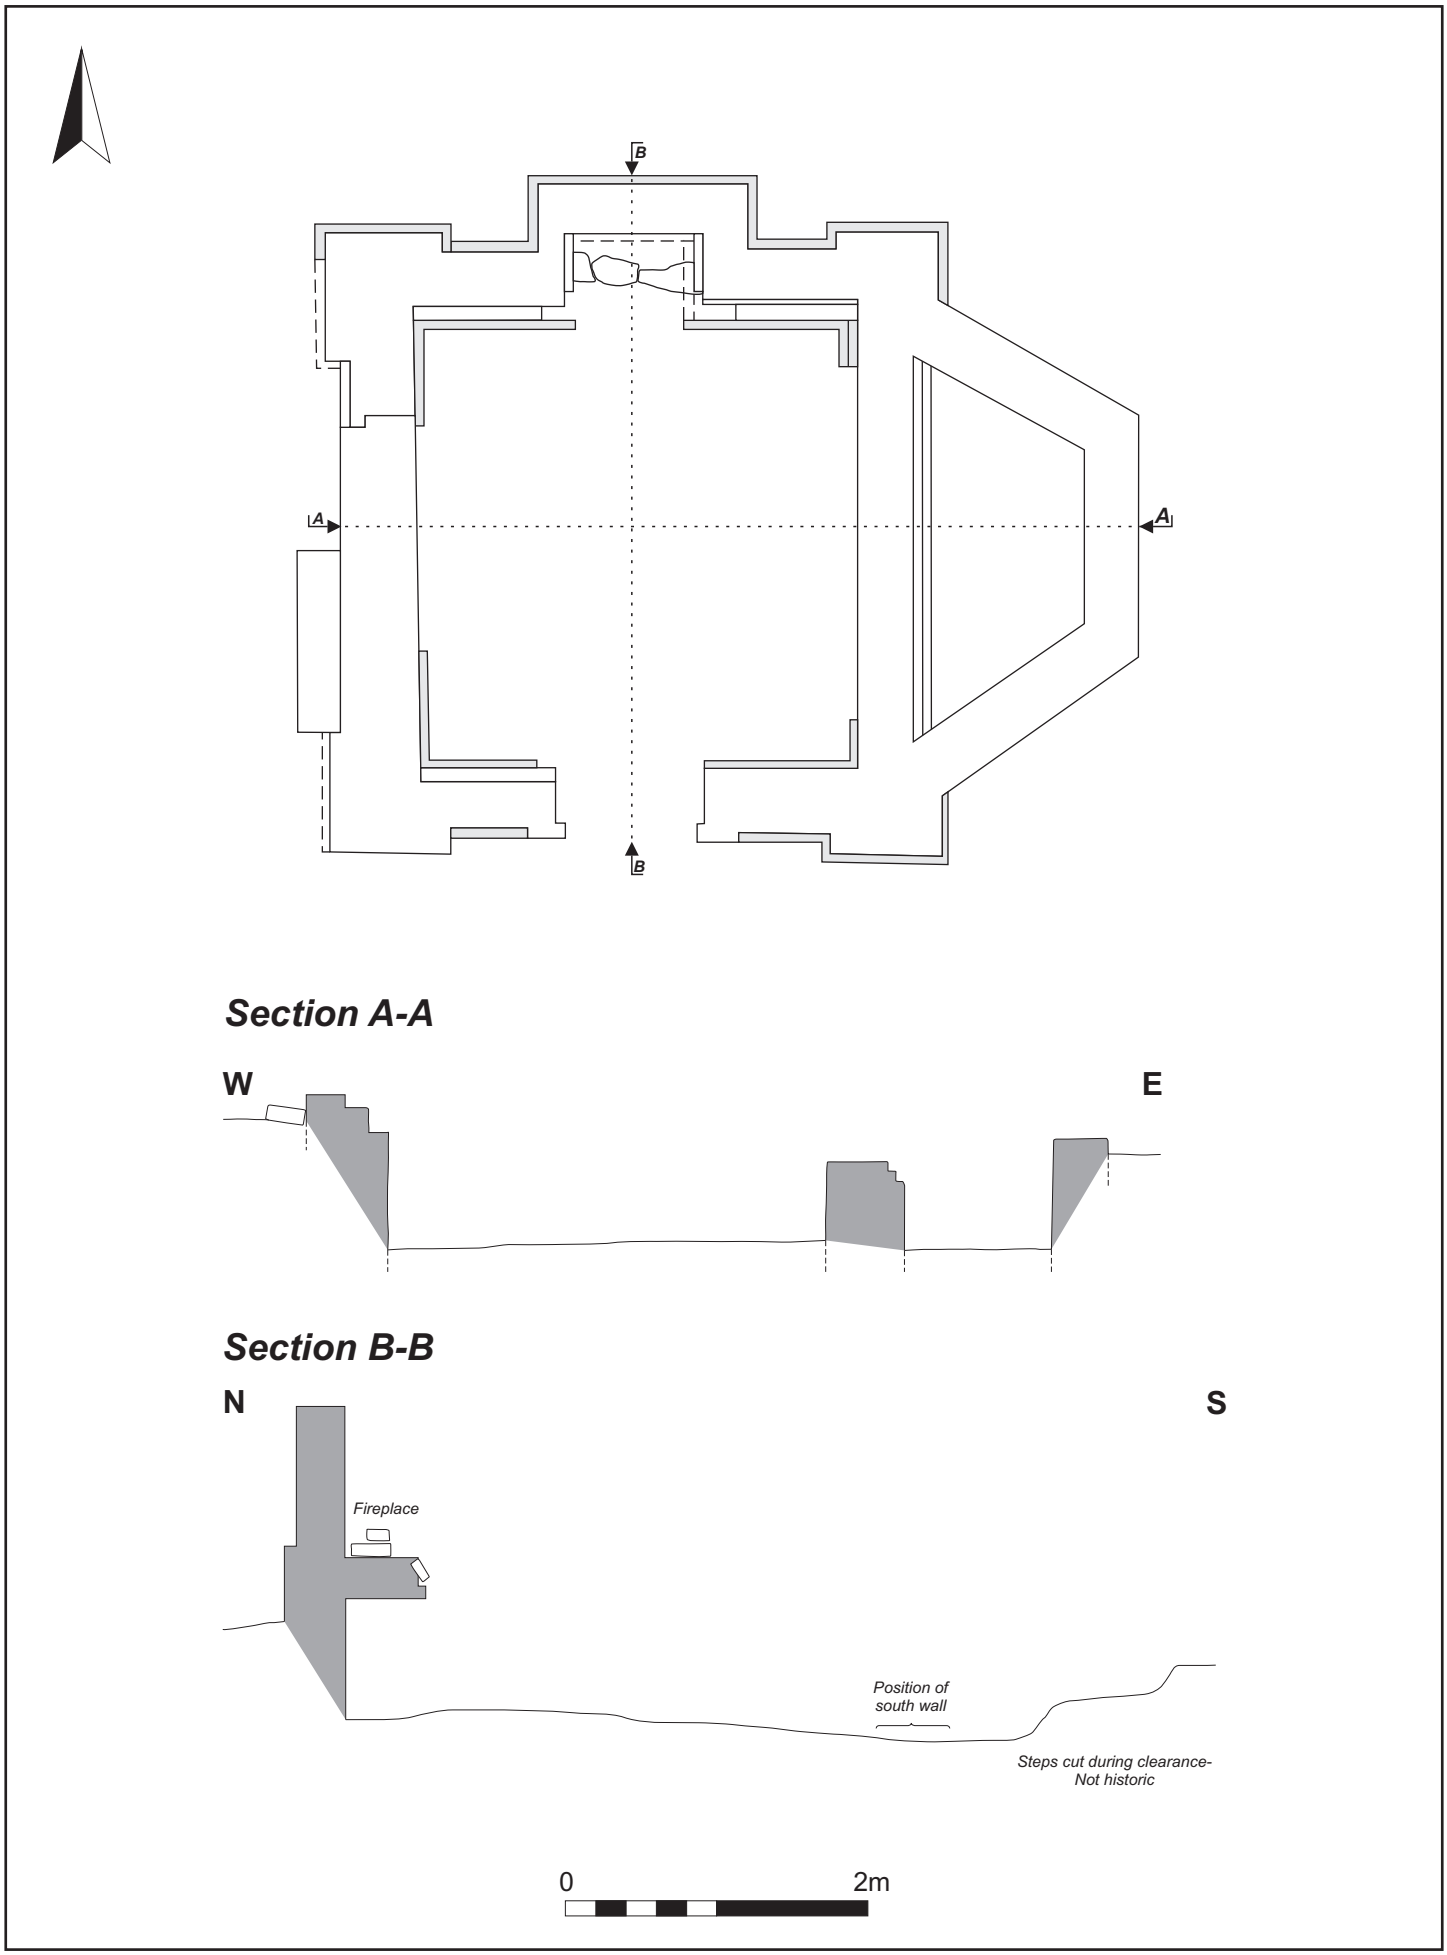 B
A
A
B
Section A-A
W E
Section B-B
N S
Fireplace
Position of
south wall
Steps cut during clearance-
Not historic
0 2m